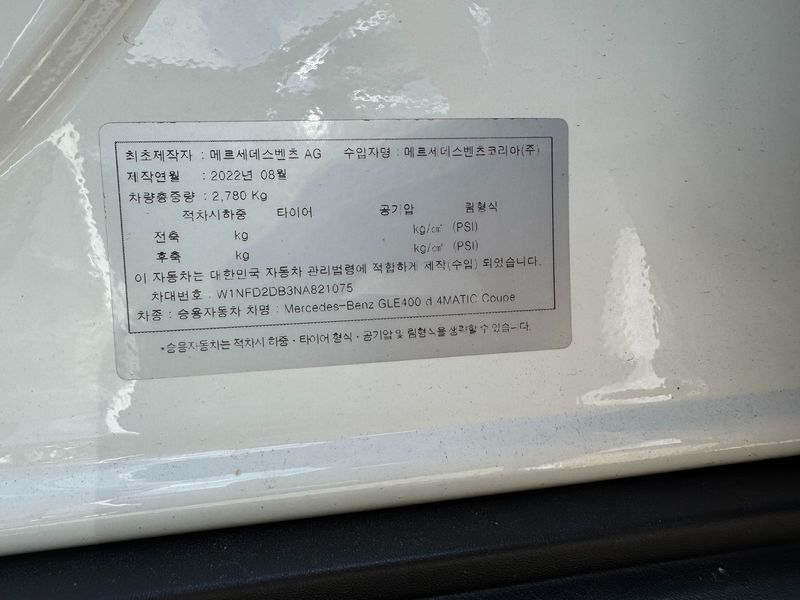 최초제작자 : 메르세데스벤츠 AG 수입자명 : 메르세데스벤츠코리아(주)
제작연월 : 2022년 08월
차량총중량 : 2,780 Kg
적차시하중 타이어 공기압 림형식
전축 kg kg/㎠ (PSI)
후축 kg kg/㎠ (PSI)
이 자동차는 대한민국 자동차 관리법령에 적합하게 제작(수입) 되었습니다.
차대번호 : W1NFD2DB3NA821075
차종 : 승용자동차 차명 : Mercedes-Benz GLE400 d 4MATIC Coupe
*승용자동차는 적차시 하중 · 타이어 형식 · 공기압 및 림형식을 생략할 수 있습니다.